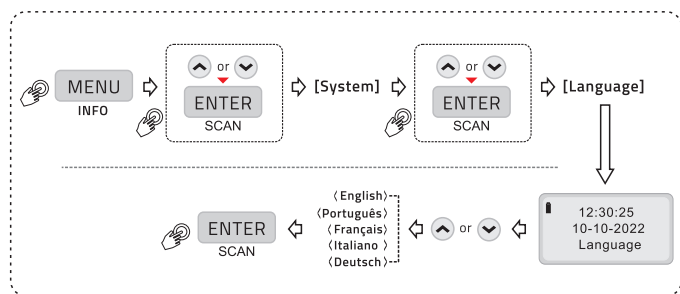 MENU
INFO
or
ENTER
SCAN
[System]
or
ENTER
SCAN
[Language]
12:30:25
10-10-2022
Language
or
〈English〉
〈Português〉
〈Français〉
〈Italiano 〉
〈Deutsch〉
ENTER
SCAN